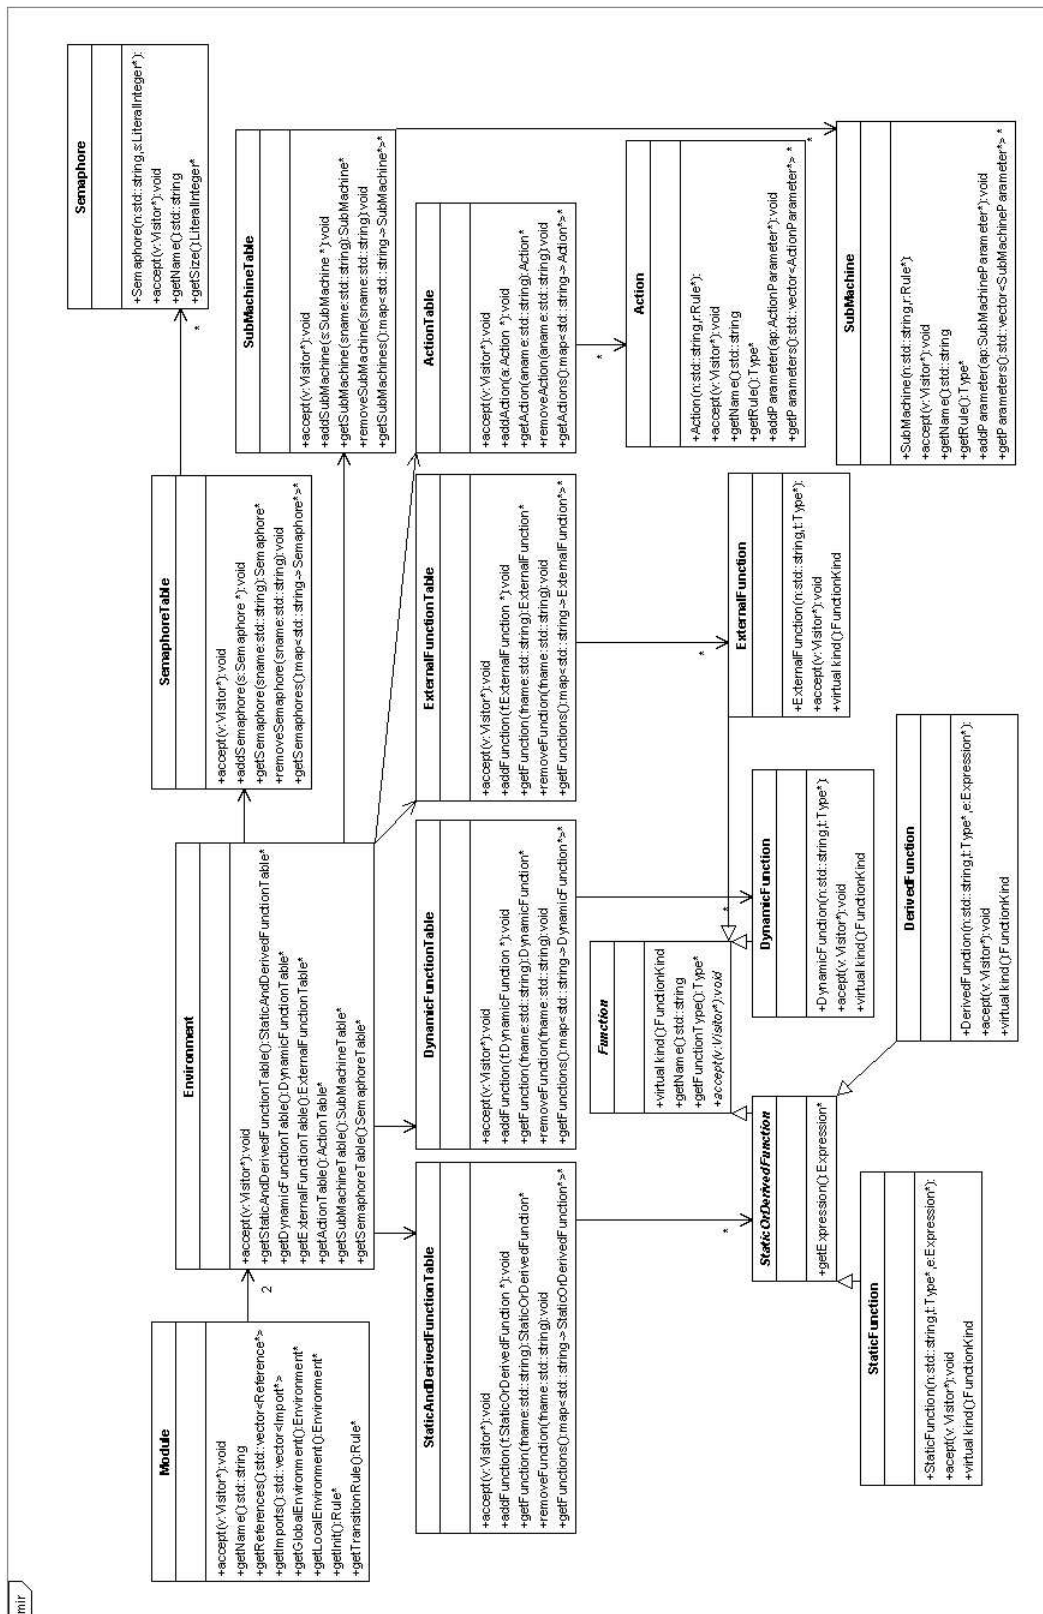 mir
Module
+accept(v:Visitor*):void
+getName():std::string
+getReferences():std::vector<Reference*>
+getImports():std::vector<Import*>
+getGlobalEnvironment():Environment*
+getLocalEnvironment():Environment*
+getInit():Rule*
+getTransitionRule():Rule*
2
Environment
+accept(v:Visitor*):void
+getStaticAndDerivedFunctionTable():StaticAndDerivedFunctionTable*
+getDynamicFunctionTable():DynamicFunctionTable*
+getExternalFunctionTable():ExternalFunctionTable*
+getActionTable():ActionTable*
+getSubMachineTable():SubMachineTable*
+getSemaphoreTable():SemaphoreTable*
SemaphoreTable
+accept(v:Visitor*):void
+addSemaphore(s:Semaphore *):void
+getSemaphore(sname:std::string):Semaphore*
+removeSemaphore(sname:std::string):void
+getSemaphores():map<std::string->Semaphore*>*
*
Semaphore
+Semaphore(n:std::string,s:LiteralInteger*):
+accept(v:Visitor*):void
+getName():std::string
+getSize():LiteralInteger*
SubMachineTable
+accept(v:Visitor*):void
+addSubMachine(s:SubMachine *):void
+getSubMachine(sname:std::string):SubMachine*
+removeSubMachine(sname:std::string):void
+getSubMachines():map<std::string->SubMachine*>*
StaticAndDerivedFunctionTable
+accept(v:Visitor*):void
+addFunction(f:StaticOrDerivedFunction *):void
+getFunction(fname:std::string):StaticOrDerivedFunction*
+removeFunction(fname:std::string):void
+getFunctions():map<std::string->StaticOrDerivedFunction*>*
DynamicFunctionTable
+accept(v:Visitor*):void
+addFunction(f:DynamicFunction *):void
+getFunction(fname:std::string):DynamicFunction*
+removeFunction(fname:std::string):void
+getFunctions():map<std::string->DynamicFunction*>*
ExternalFunctionTable
+accept(v:Visitor*):void
+addFunction(f:ExternalFunction *):void
+getFunction(fname:std::string):ExternalFunction*
+removeFunction(fname:std::string):void
+getFunctions():map<std::string->ExternalFunction*>*
ActionTable
+accept(v:Visitor*):void
+addAction(a:Action *):void
+getAction(aname:std::string):Action*
+removeAction(aname:std::string):void
+getActions():map<std::string->Action*>*
*
Action
+Action(n:std::string,r:Rule*):
+accept(v:Visitor*):void
+getName():std::string
+getRule():Type*
+addParameter(ap:ActionParameter*):void
+getParameters():std::vector<ActionParameter*> *
*
SubMachine
+SubMachine(n:std::string,r:Rule*):
+accept(v:Visitor*):void
+getName():std::string
+getRule():Type*
+addParameter(ap:SubMachineParameter*):void
+getParameters():std::vector<SubMachineParameter*> *
Function
+virtual kind():FunctionKind
+getName():std::string
+getFunctionType():Type*
+accept(v:Visitor*):void
*
*
ExternalFunction
+ExternalFunction(n:std::string,t:Type*):
+accept(v:Visitor*):void
+virtual kind():FunctionKind
DynamicFunction
+DynamicFunction(n:std::string,t:Type*):
+acept(v:Visitor*):void
+virtual kind():FunctionKind
*
StaticOrDerivedFunction
+getExpression():Expression*
DerivedFunction
+DerivedFunction(n:std::string,t:Type*,e:Expression*):
+acept(v:Visitor*):void
+virtual kind():FunctionKind
StaticFunction
+StaticFunction(n:std::string,t:Type*,e:Expression*):
+acept(v:Visitor*):void
+virtual kind():FunctionKind